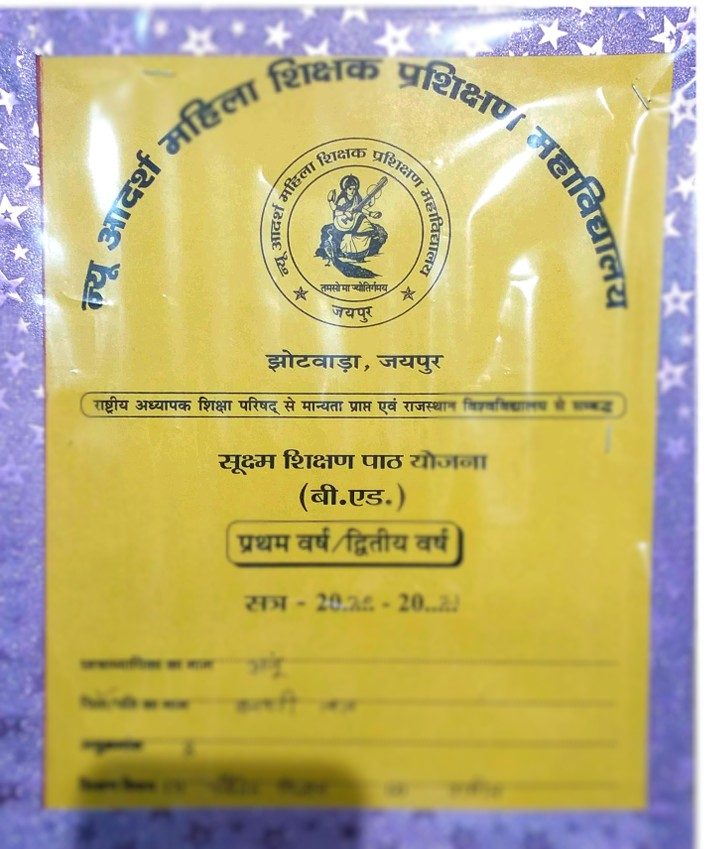 न्यू आदर्श महिला शिक्षक प्रशिक्षण महाविद्यालय
न्यू आदर्श महिला शिक्षक प्रशिक्षण महाविद्यालय
तमसो मा ज्योतिर्गमय
जयपुर
झोटवाड़ा, जयपुर
राष्ट्रीय अध्यापक शिक्षा परिषद् से मान्यता प्राप्त एवं राजस्थान विश्वविद्यालय से सम्बद्ध
सूक्ष्म शिक्षण पाठ योजना
(बी.एड.)
प्रथम वर्ष/द्वितीय वर्ष
सत्र - 20 - 20
का नाम
का नाम